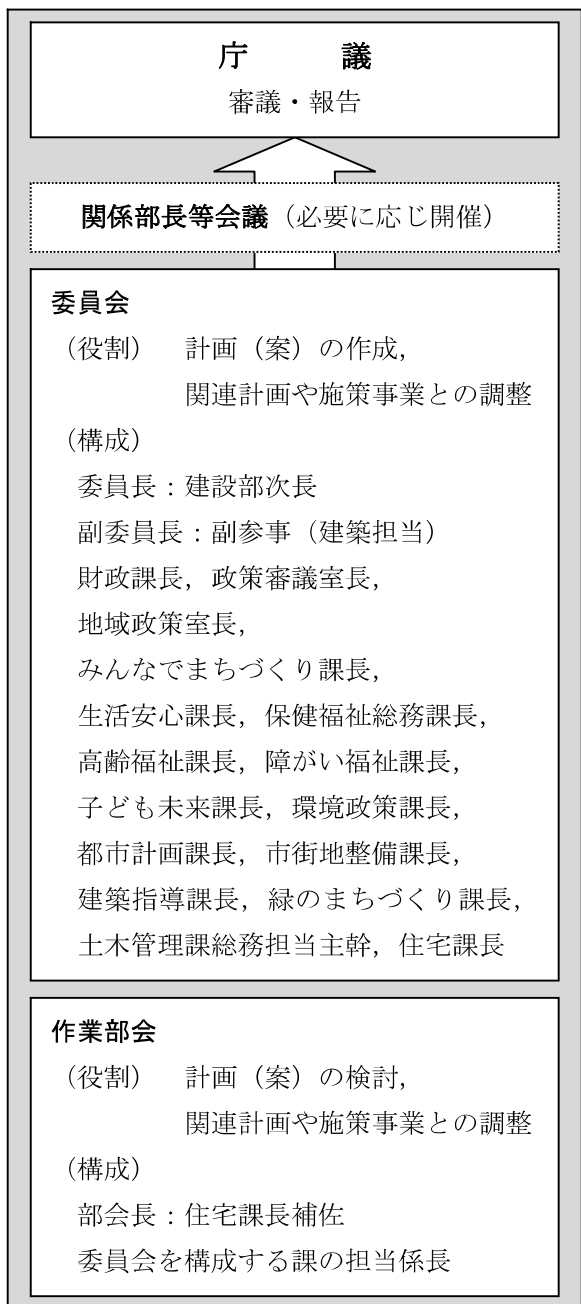 庁　　　議
審議・報告
関係部長等会議（必要に応じ開催）
委員会
（役割）　計画（案）の作成，
関連計画や施策事業との調整
（構成）
委員長：建設部次長
副委員長：副参事（建築担当）
財政課長，政策審議室長，
地域政策室長，
みんなでまちづくり課長，
生活安心課長，保健福祉総務課長，
高齢福祉課長，障がい福祉課長，
子ども未来課長，環境政策課長，
都市計画課長，市街地整備課長，
建築指導課長，緑のまちづくり課長，
土木管理課総務担当主幹，住宅課長
作業部会
（役割）　計画（案）の検討，
関連計画や施策事業との調整
（構成）
部会長：住宅課長補佐
委員会を構成する課の担当係長